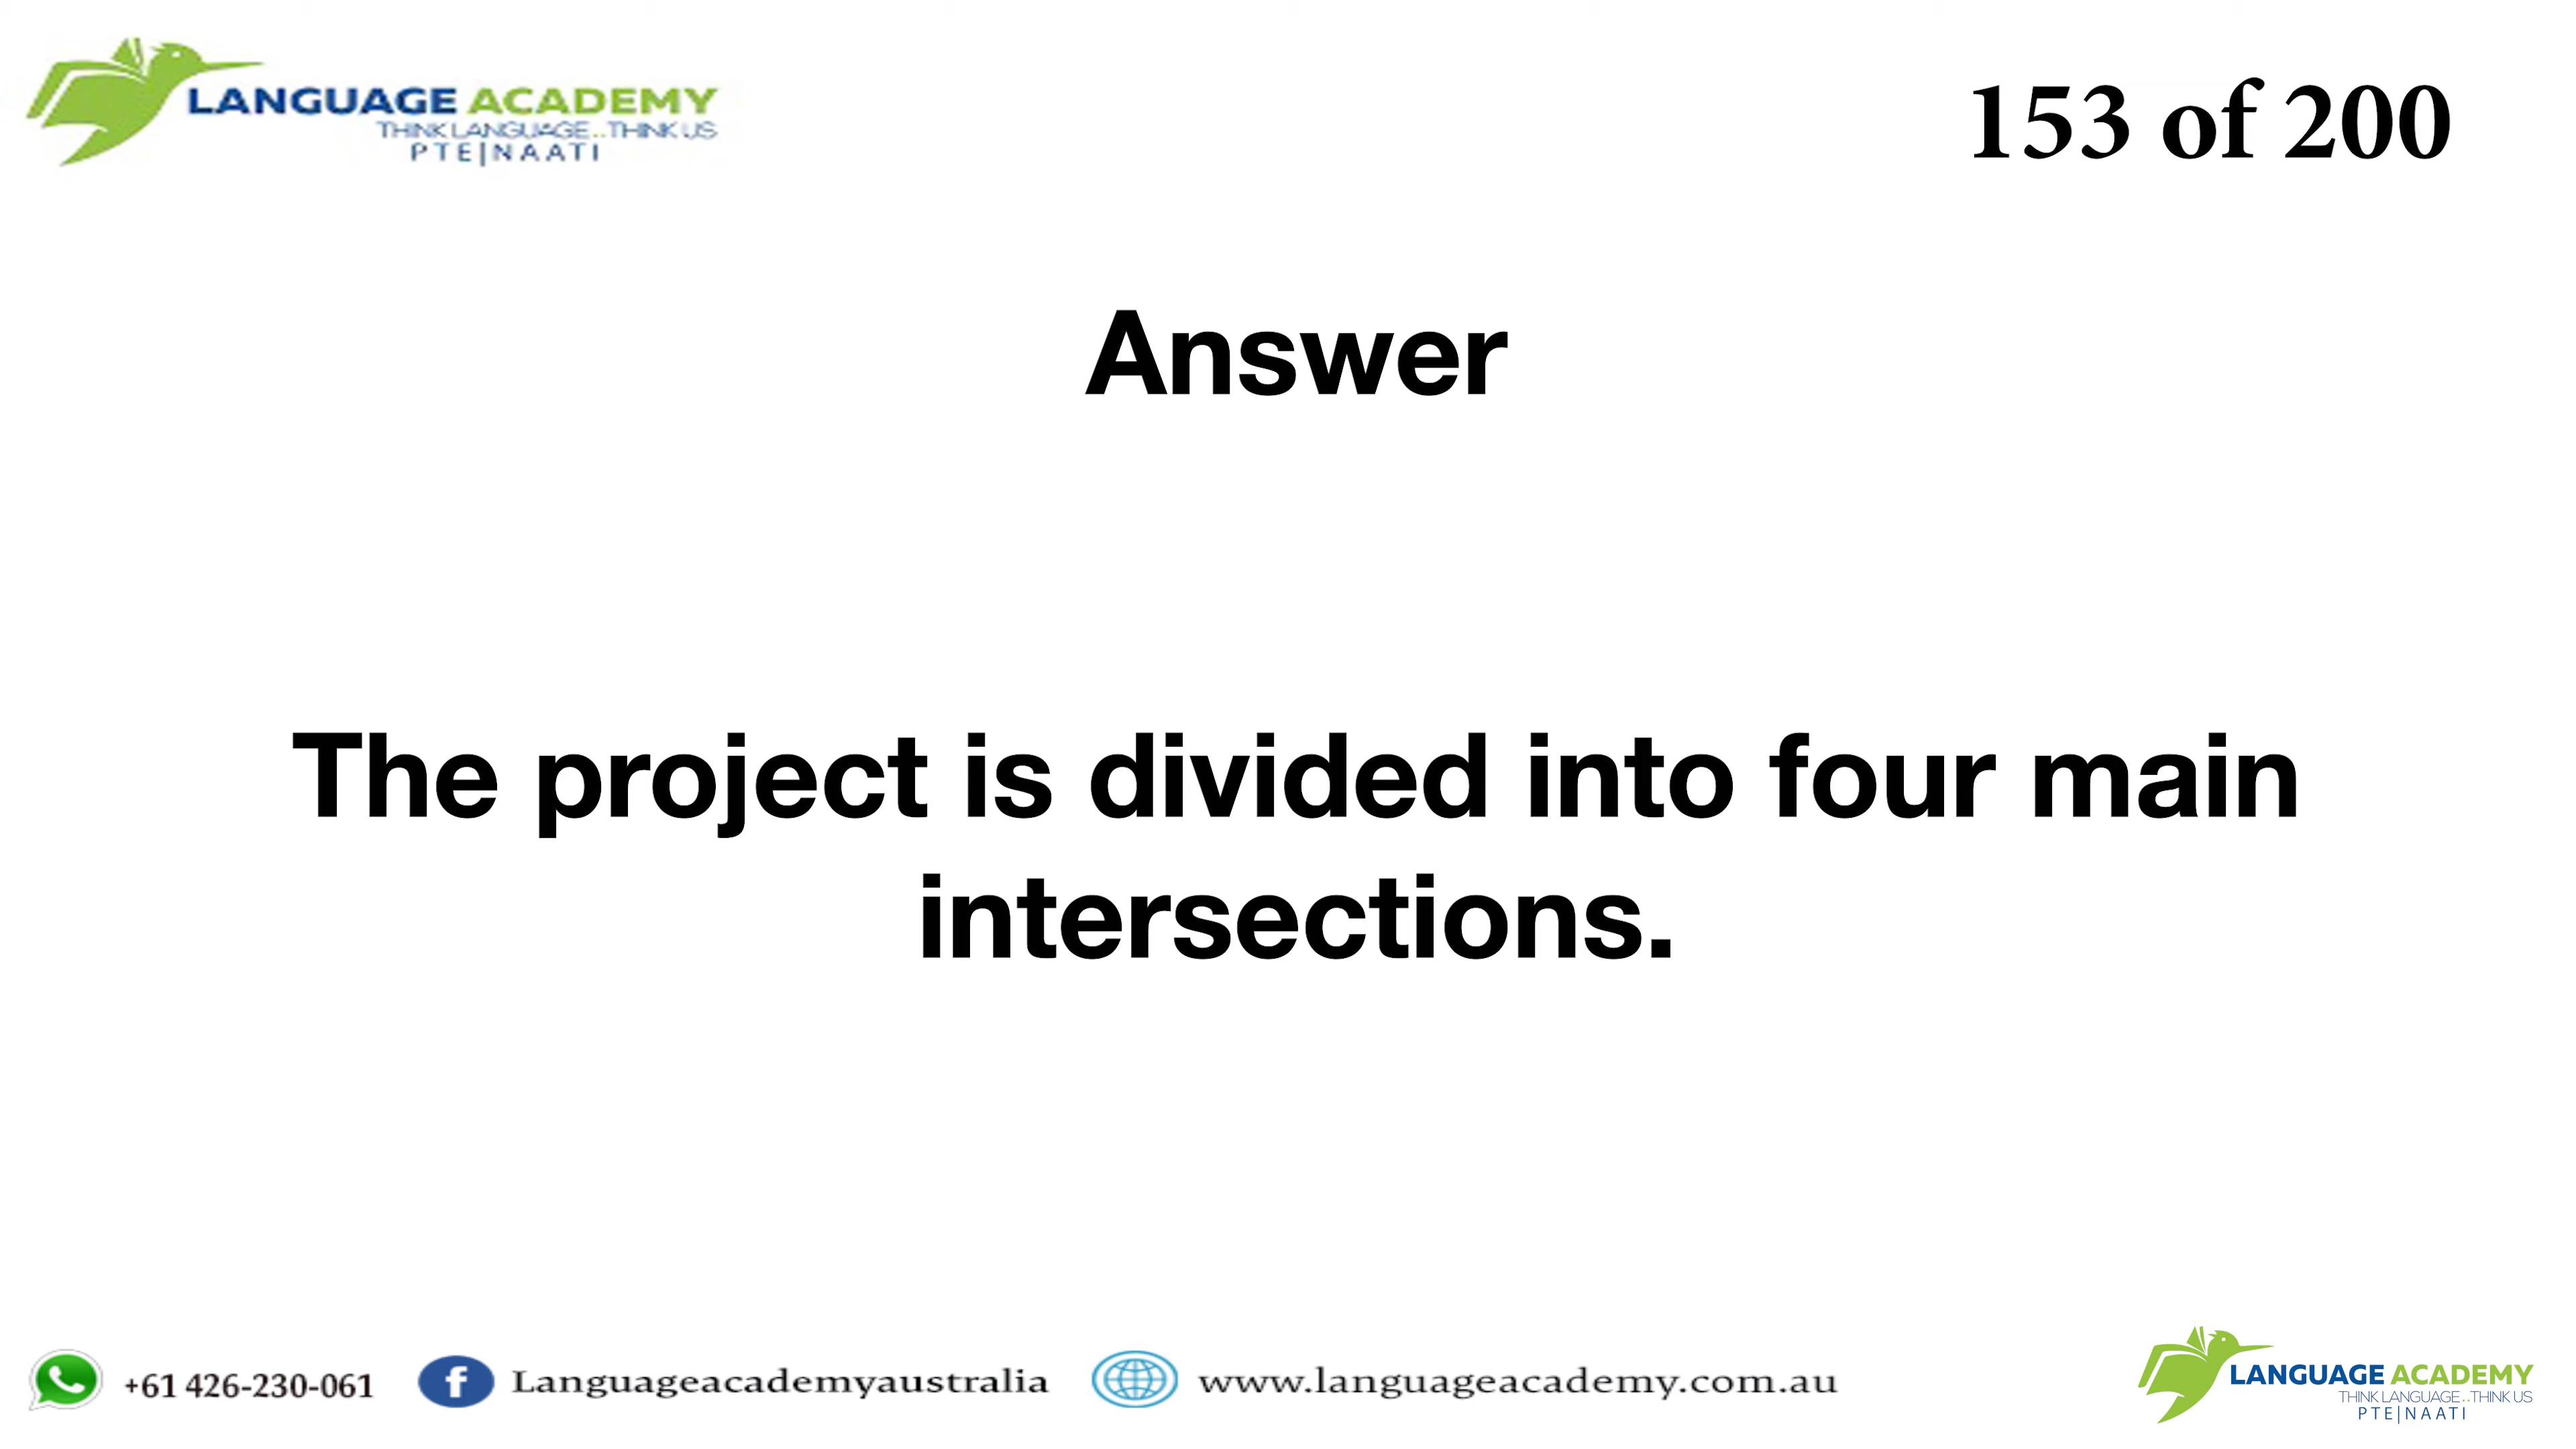 LANGUAGE ACADEMY
THINK LANGUAGE..THINK US
PTE|NAATI
153 of 200
Answer
The project is divided into four main
intersections.
+61 426-230-061
Languageacademyaustralia
www.languageacademy.com.au
LANGUAGE ACADEMY
THINK LANGUAGE..THINK US
PTE|NAATI